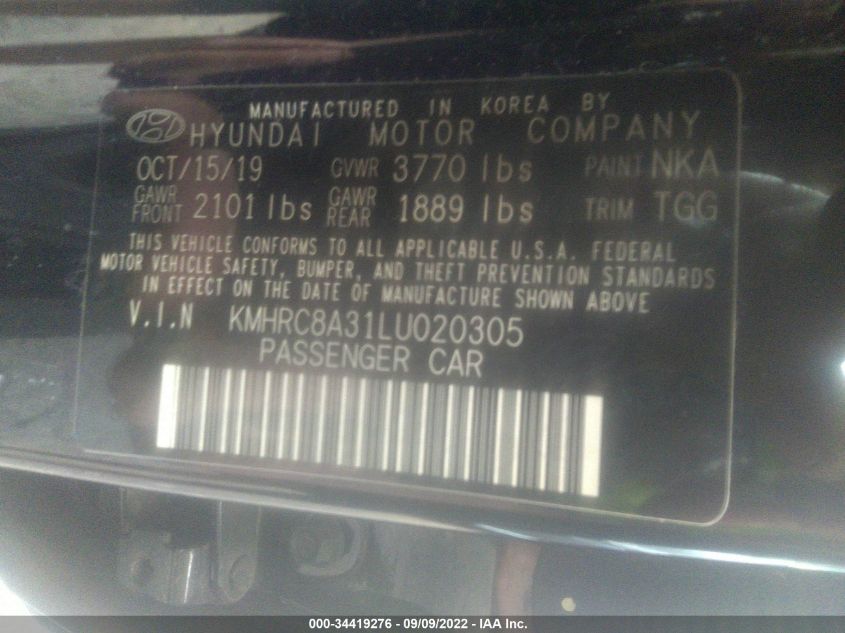 MANUFACTURED IN KOREA BY
HYUNDAI MOTOR COMPANY
OCT/15/19 GVWR 3770 lbs PAINT NKA
GAWR FRONT 2101 lbs GAWR REAR 1889 lbs TRIM TGG
THIS VEHICLE CONFORMS TO ALL APPLICABLE U.S.A. FEDERAL
MOTOR VEHICLE SAFETY, BUMPER, AND THEFT PREVENTION STANDARDS
IN EFFECT ON THE DATE OF MANUFACTURE SHOWN ABOVE
V.I.N KMHRC8A31LU020305
PASSENGER CAR
000-34419276 - 09/09/2022 - IAA Inc.